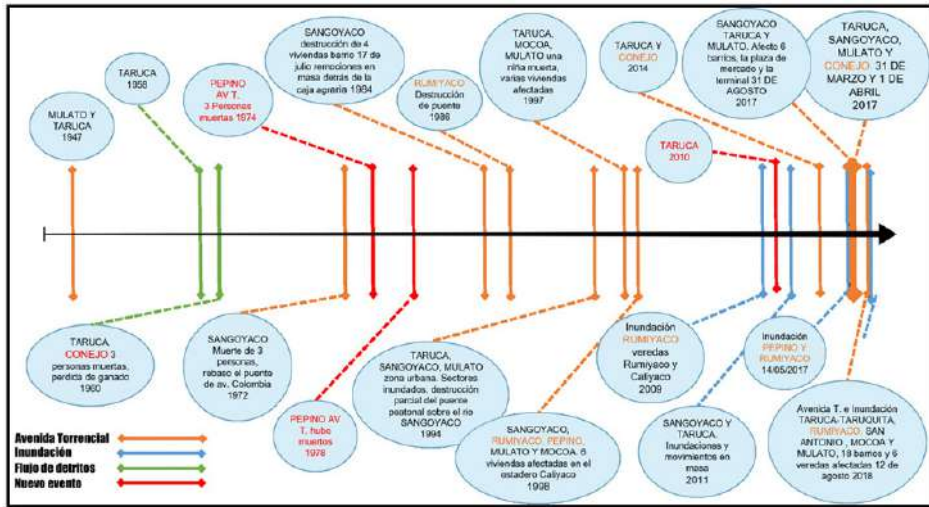 MULATO Y
TARUCA
1947
TARUCA
1958
PEPINO
AV T.
3 Personas
muertas 1974
SANGOYACO
destrucción de 4
viviendas barrio 17 de
julio remociones en
masa detrás de la
caja agraria 1984
RUMIYACO
Destrucción
de puente
1986
TARUCA,
MOCOA,
MULATO una
niña muerta,
varias viviendas
afectadas
1997
TARUCA Y
CONEJO
2014
SANGOYACO
TARUCA Y
MULATO. Afecto 6
barrios, la plaza de
mercado y la
terminal 31 DE
AGOSTO
2017
TARUCA,
SANGOYACO,
MULATO Y
CONEJO. 31 DE
MARZO Y 1 DE
ABRIL
2017
TARUCA
2010
TARUCA,
CONEJO 3
personas muertas,
perdida de ganado
1960
SANGOYACO
Muerte de 3
personas,
rebaso el puente
de av. Colombia
1972
PEPINO AV
T. hubo
muertos
1978
TARUCA,
SANGOYACO, MULATO
zona urbana. Sectores
inundados, destrucción
parcial del puente
peatonal sobre el río
SANGOYACO
1994
SANGOYACO,
RUMIYACO, PEPINO,
MULATO Y MOCOA. 6
viviendas afectadas en el
estadero Caliyaco
1998
Inundación
RUMIYACO
veredas
Rumiyaco y
Caliyaco
2009
SANGOYACO Y
TARUCA.
Inundaciones y
movimientos en
masa
2011
Inundación
PEPINO Y
RUMIYACO
14/05/2017
Avenida T. e Inundación
TARUCA-TARUQUITA,
RUMIYACO, SAN
ANTONIO , MOCOA Y
MULATO, 18 barrios y 6
veredas afectadas 12 de
agosto 2018
Avenida Torrencial
Inundación
Flujo de detritos
Nuevo evento